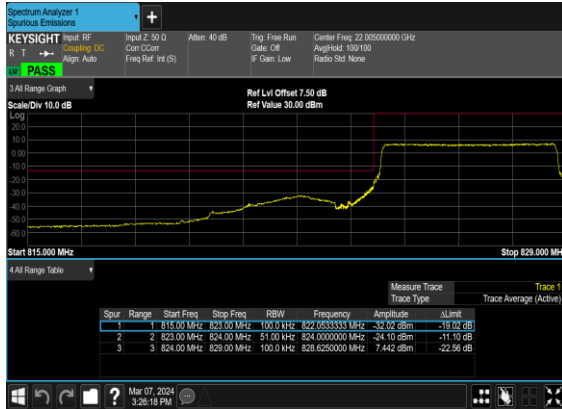 Spectrum Analyzer 1
Spurious Emissions
KEYSIGHT
R T
LW
PASS
Input: RF
Coupling: DC
Align: Auto
Input Z: 50 Ω
Corr CCorr
Freq Ref: Int (S)
Atten: 40 dB
Trig: Free Run
Gate: Off
IF Gain: Low
Center Freq: 22.005000000 GHz
Avg|Hold: 100/100
Radio Std: None
3 All Range Graph
Scale/Div 10.0 dB
Ref Lvl Offset 7.50 dB
Ref Value 30.00 dBm
Log
20.0
10.0
0.00
-10.0
-20.0
-30.0
-40.0
-50.0
-60.0
Start 815.000 MHz
Stop 829.000 MHz
4 All Range Table
Measure Trace Trace 1
Trace Type Trace Average (Active)
Spur Range Start Freq Stop Freq RBW Frequency Amplitude ΔLimit
1 1 815.00 MHz 823.00 MHz 100.0 kHz 822.0533333 MHz -32.02 dBm -19.02 dB
2 2 823.00 MHz 824.00 MHz 51.00 kHz 824.0000000 MHz -24.10 dBm -11.10 dB
3 3 824.00 MHz 829.00 MHz 100.0 kHz 828.6250000 MHz 7.442 dBm -22.56 dB
?
Mar 07, 2024
3:26:18 PM